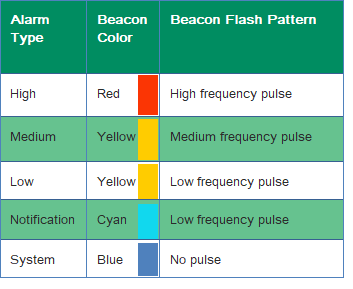 Alarm Type Beacon Color Beacon Flash Pattern
High Red High frequency pulse
Medium Yellow Medium frequency pulse
Low Yellow Low frequency pulse
Notification Cyan Low frequency pulse
System Blue No pulse